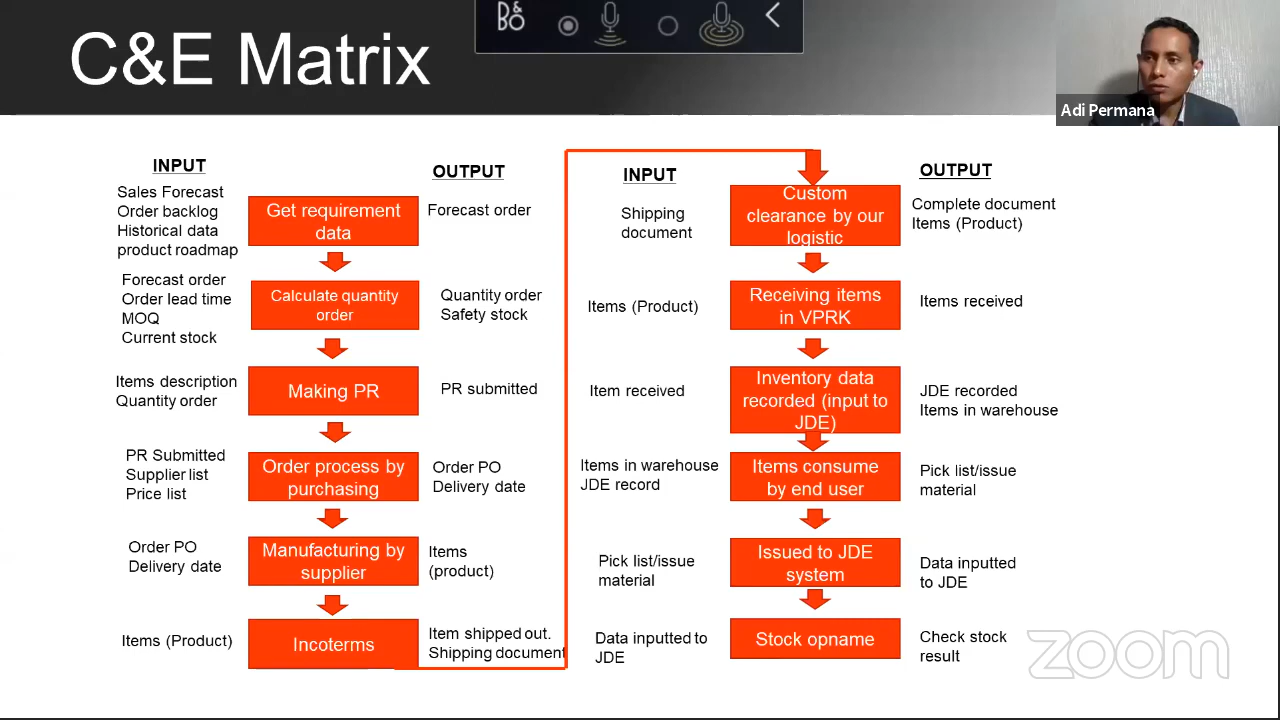 C&E Matrix
B&O
Adi Permana
INPUT
OUTPUT
Sales Forecast
Order backlog
Historical data
product roadmap
Get requirement
data
Forecast order
Forecast order
Order lead time
MOQ
Current stock
Calculate quantity
order
Quantity order
Safety stock
Items description
Quantity order
Making PR
PR submitted
PR Submitted
Supplier list
Price list
Order process by
purchasing
Order PO
Delivery date
Order PO
Delivery date
Manufacturing by
supplier
Items
(product)
Items (Product)
Incoterms
Item shipped out.
Shipping document
INPUT
OUTPUT
Shipping
document
Custom
clearance by our
logistic
Complete document
Items (Product)
Items (Product)
Receiving items
in VPRK
Items received
Item received
Inventory data
recorded (input to
JDE)
JDE recorded
Items in warehouse
Items in warehouse
JDE record
Items consume
by end user
Pick list/issue
material
Pick list/issue
material
Issued to JDE
system
Data inputted
to JDE
Data inputted to
JDE
Stock opname
Check stock
result
zoom